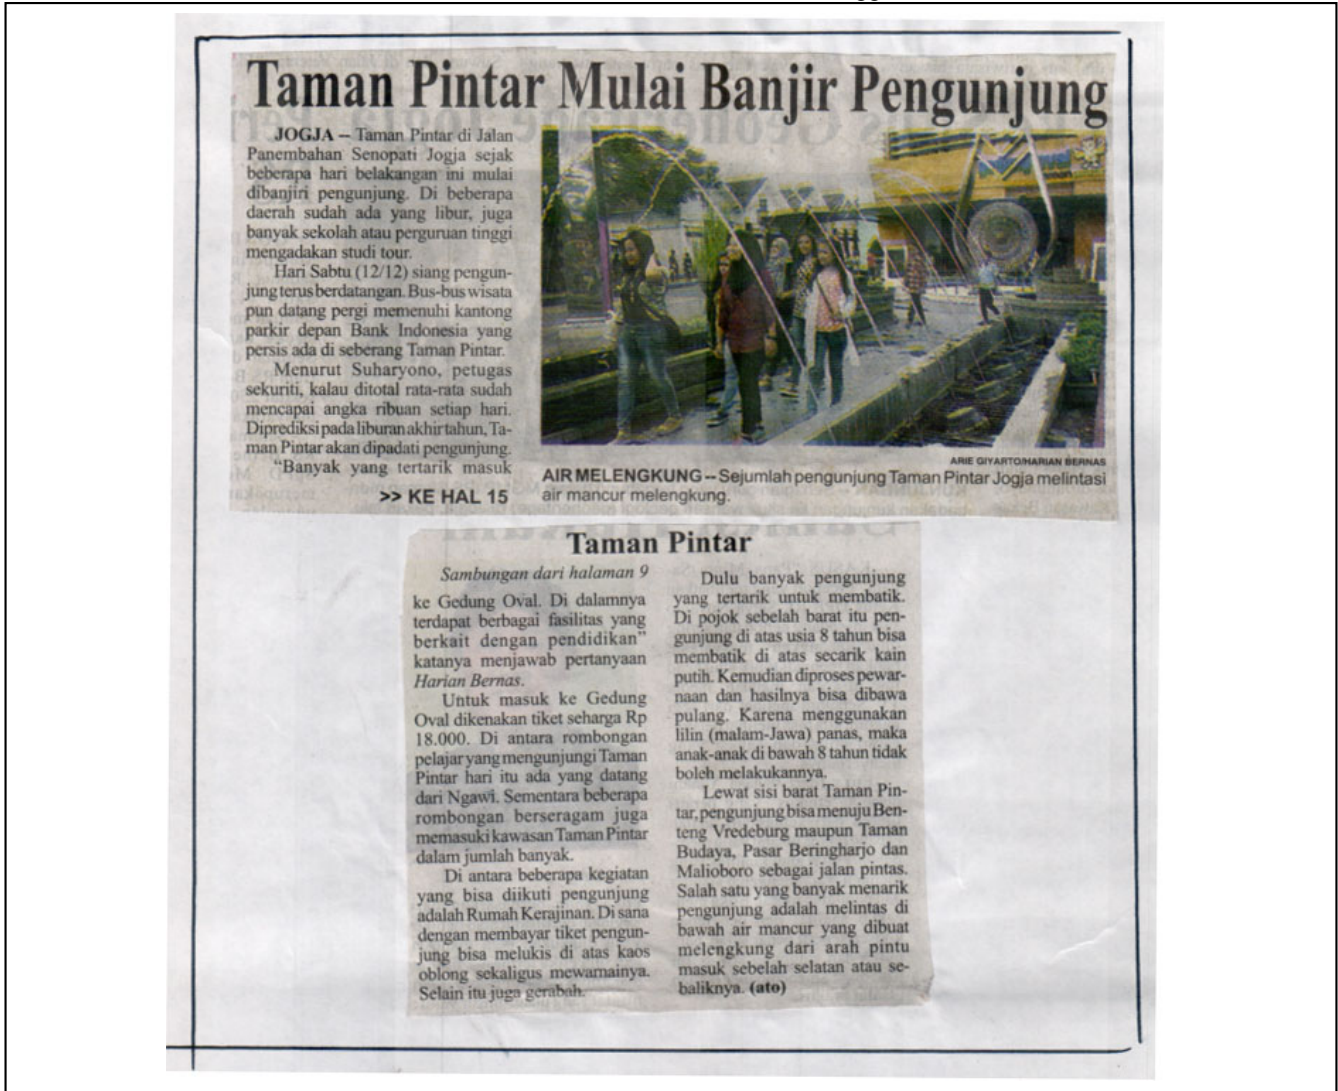 Taman Pintar Mulai Banjir Pengunjung
JOGJA – Taman Pintar di Jalan
Panembahan Senopati Jogja sejak
beberapa hari belakangan ini mulai
dibanjiri pengunjung. Di beberapa
daerah sudah ada yang libur, juga
banyak sekolah atau perguruan tinggi
mengadakan studi tour.
Hari Sabtu (12/12) siang pengun-
jung terus berdatangan. Bus-bus wisata
pun datang pergi memenuhi kantong
parkir depan Bank Indonesia yang
persis ada di seberang Taman Pintar.
Menurut Suharyono, petugas
sekuriti, kalau ditotal rata-rata sudah
mencapai angka ribuan setiap hari.
Diprediksi pada liburan akhir tahun, Ta-
man Pintar akan dipadati pengunjung.
“Banyak yang tertarik masuk
>> KE HAL 15
ARIE GIYARTO/HARIAN BERNAS
AIR MELENGKUNG -- Sejumlah pengunjung Taman Pintar Jogja melintasi
air mancur melengkung.
Taman Pintar
Sambungan dari halaman 9
ke Gedung Oval. Di dalamnya
terdapat berbagai fasilitas yang
berkait dengan pendidikan”
katanya menjawab pertanyaan
Harian Bernas.
Untuk masuk ke Gedung
Oval dikenakan tiket seharga Rp
18.000. Di antara rombongan
pelajar yang mengunjungi Taman
Pintar hari itu ada yang datang
dari Ngawi. Sementara beberapa
rombongan berseragam juga
memasuki kawasan Taman Pintar
dalam jumlah banyak.
Di antara beberapa kegiatan
yang bisa diikuti pengunjung
adalah Rumah Kerajinan. Di sana
dengan membayar tiket pengun-
jung bisa melukis di atas kaos
oblong sekaligus mewarnainya.
Selain itu juga gerabah.
Dulu banyak pengunjung
yang tertarik untuk membatik.
Di pojok sebelah barat itu pen-
gunjung di atas usia 8 tahun bisa
membatik di atas secarik kain
putih. Kemudian diproses pewar-
naan dan hasilnya bisa dibawa
pulang. Karena menggunakan
lilin (malam-Jawa) panas, maka
anak-anak di bawah 8 tahun tidak
boleh melakukannya.
Lewat sisi barat Taman Pin-
tar, pengunjung bisa menuju Ben-
teng Vredeburg maupun Taman
Budaya, Pasar Beringharjo dan
Malioboro sebagai jalan pintas.
Salah satu yang banyak menarik
pengunjung adalah melintas di
bawah air mancur yang dibuat
melengkung dari arah pintu
masuk sebelah selatan atau se-
baliknya. (ato)